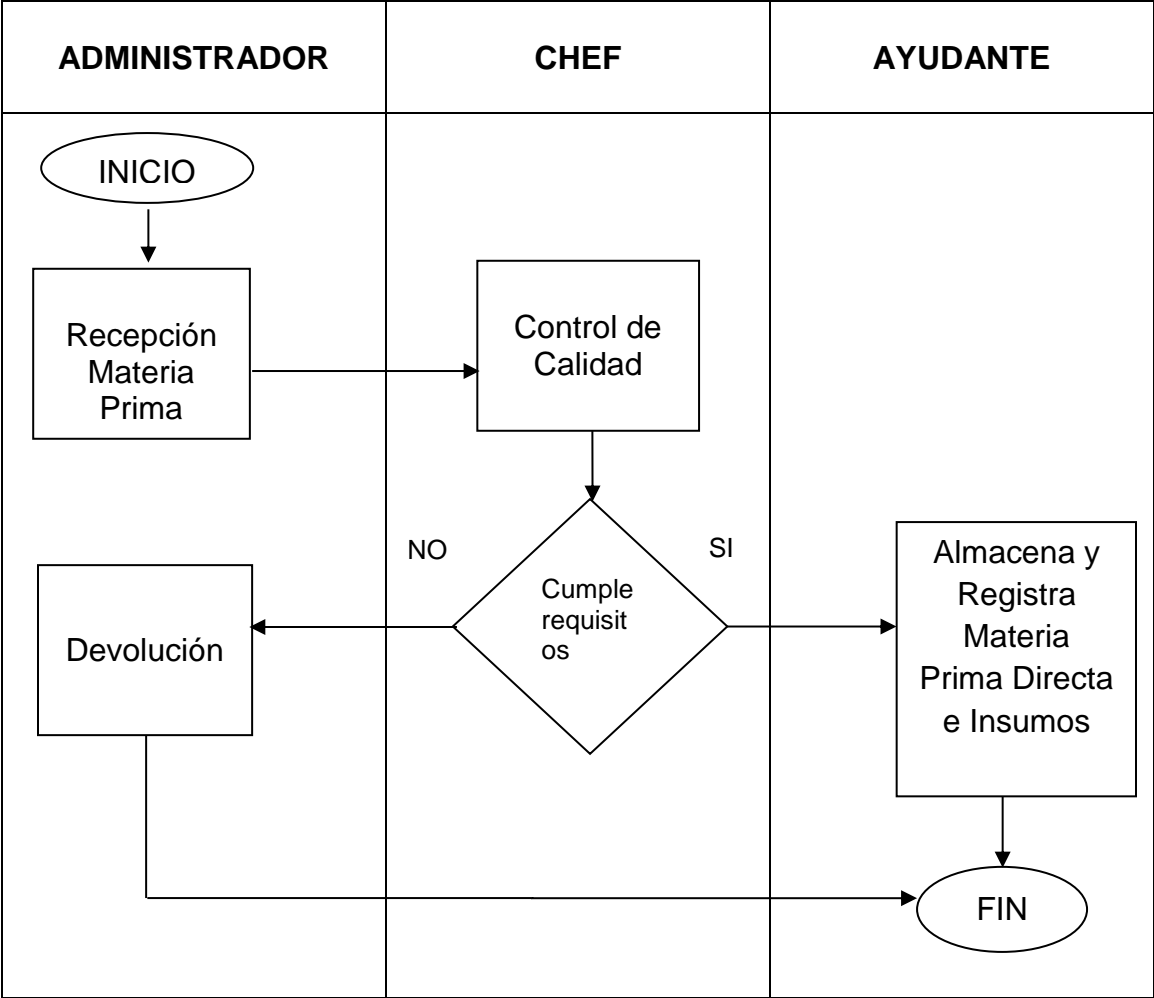 ADMINISTRADOR
CHEF
AYUDANTE
INICIO
Recepción
Materia
Prima
Control de
Calidad
NO
SI
Cumple
requisit
os
Devolución
Almacena y
Registra
Materia
Prima Directa
e Insumos
FIN